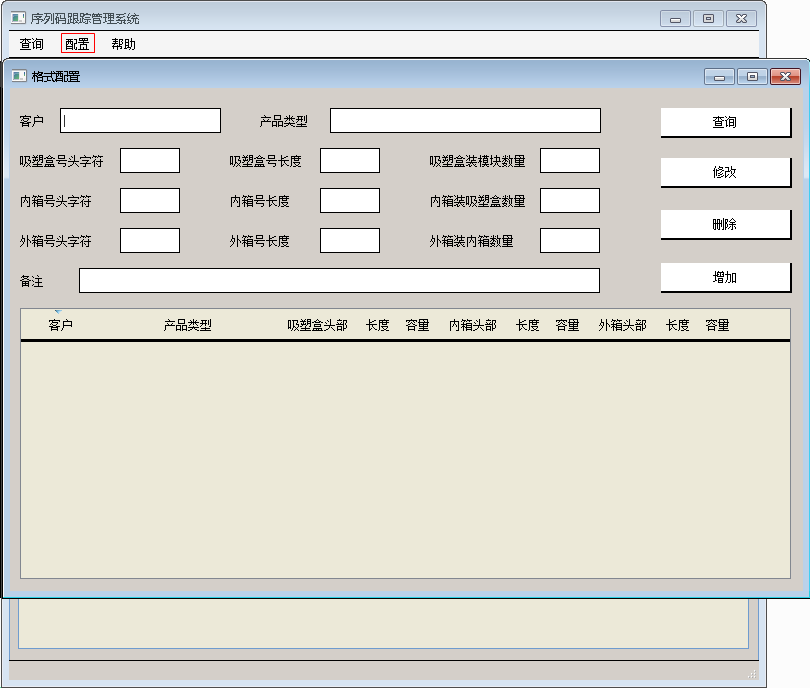 序列码跟踪管理系统
查询 配置 帮助
格式配置
客户 产品类型 查询
吸塑盒号头字符 吸塑盒号长度 吸塑盒装模块数量 修改
内箱号头字符 内箱号长度 内箱装吸塑盒数量 删除
外箱号头字符 外箱号长度 外箱装内箱数量
备注 增加
客户 产品类型 吸塑盒头部 长度 容量 内箱头部 长度 容量 外箱头部 长度 容量